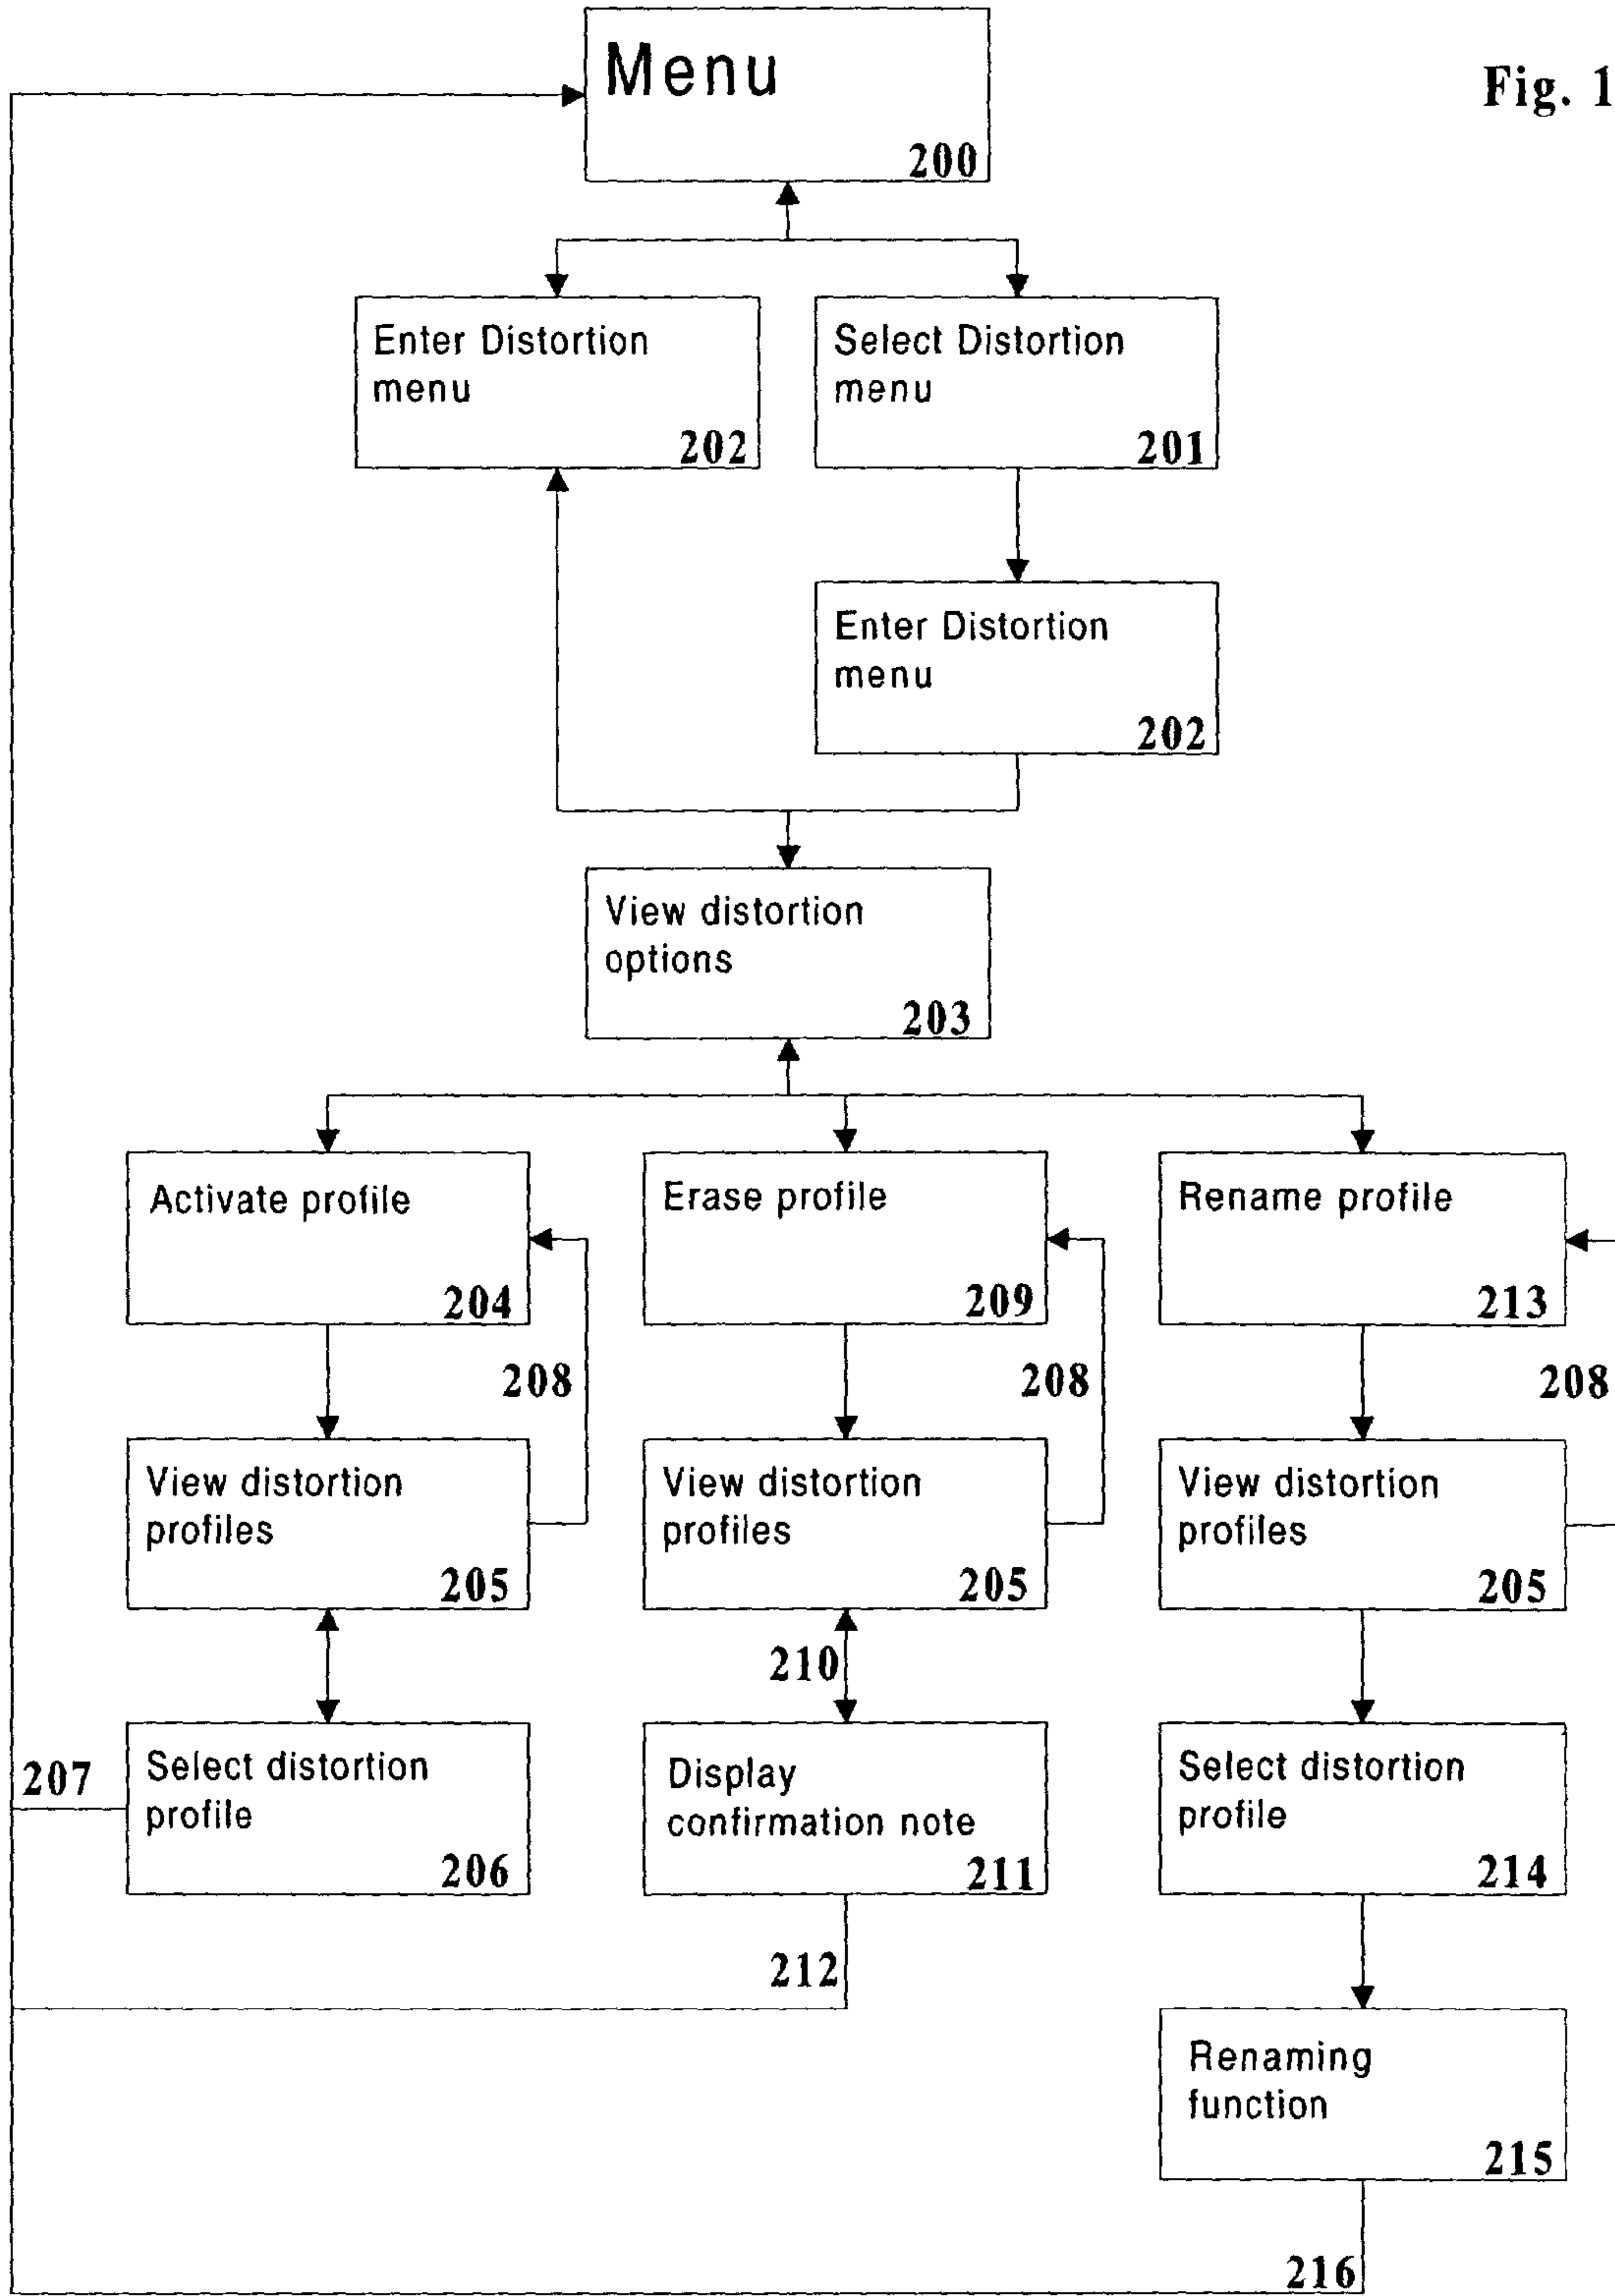 Menu
Fig. 1
200
Enter Distortion
menu
202
Select Distortion
menu
201
Enter Distortion
menu
202
View distortion
options
203
Activate profile
204
Erase profile
209
Rename profile
213
208
208
208
View distortion
profiles
205
View distortion
profiles
205
View distortion
profiles
205
210
207
Select distortion
profile
206
Display
confirmation note
211
Select distortion
profile
214
212
Renaming
function
215
216